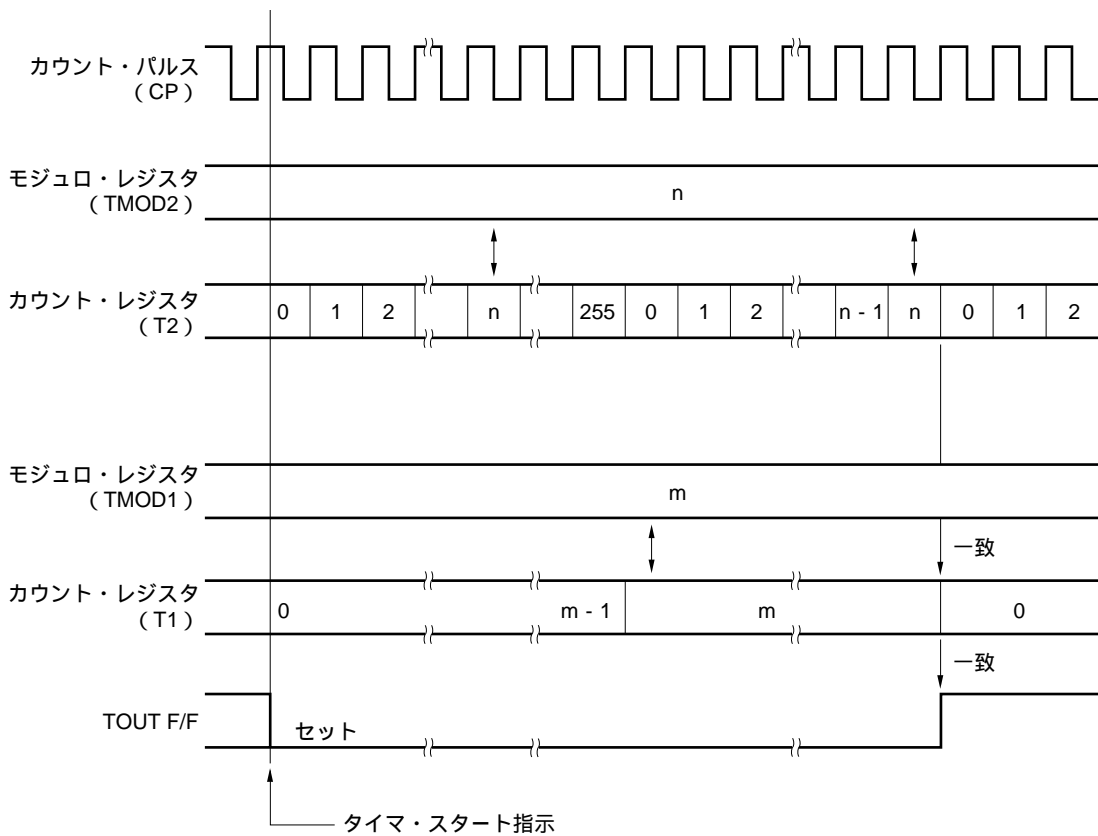 カウント・パルス
（CP）
モジュロ・レジスタ
（TMOD2）
n
カウント・レジスタ
（T2）
0 1 2 n 255 0 1 2 n - 1 n 0 1 2
モジュロ・レジスタ
（TMOD1）
m
一致
カウント・レジスタ
（T1）
0 m - 1 m 0
一致
TOUT F/F
セット
タイマ・スタート指示